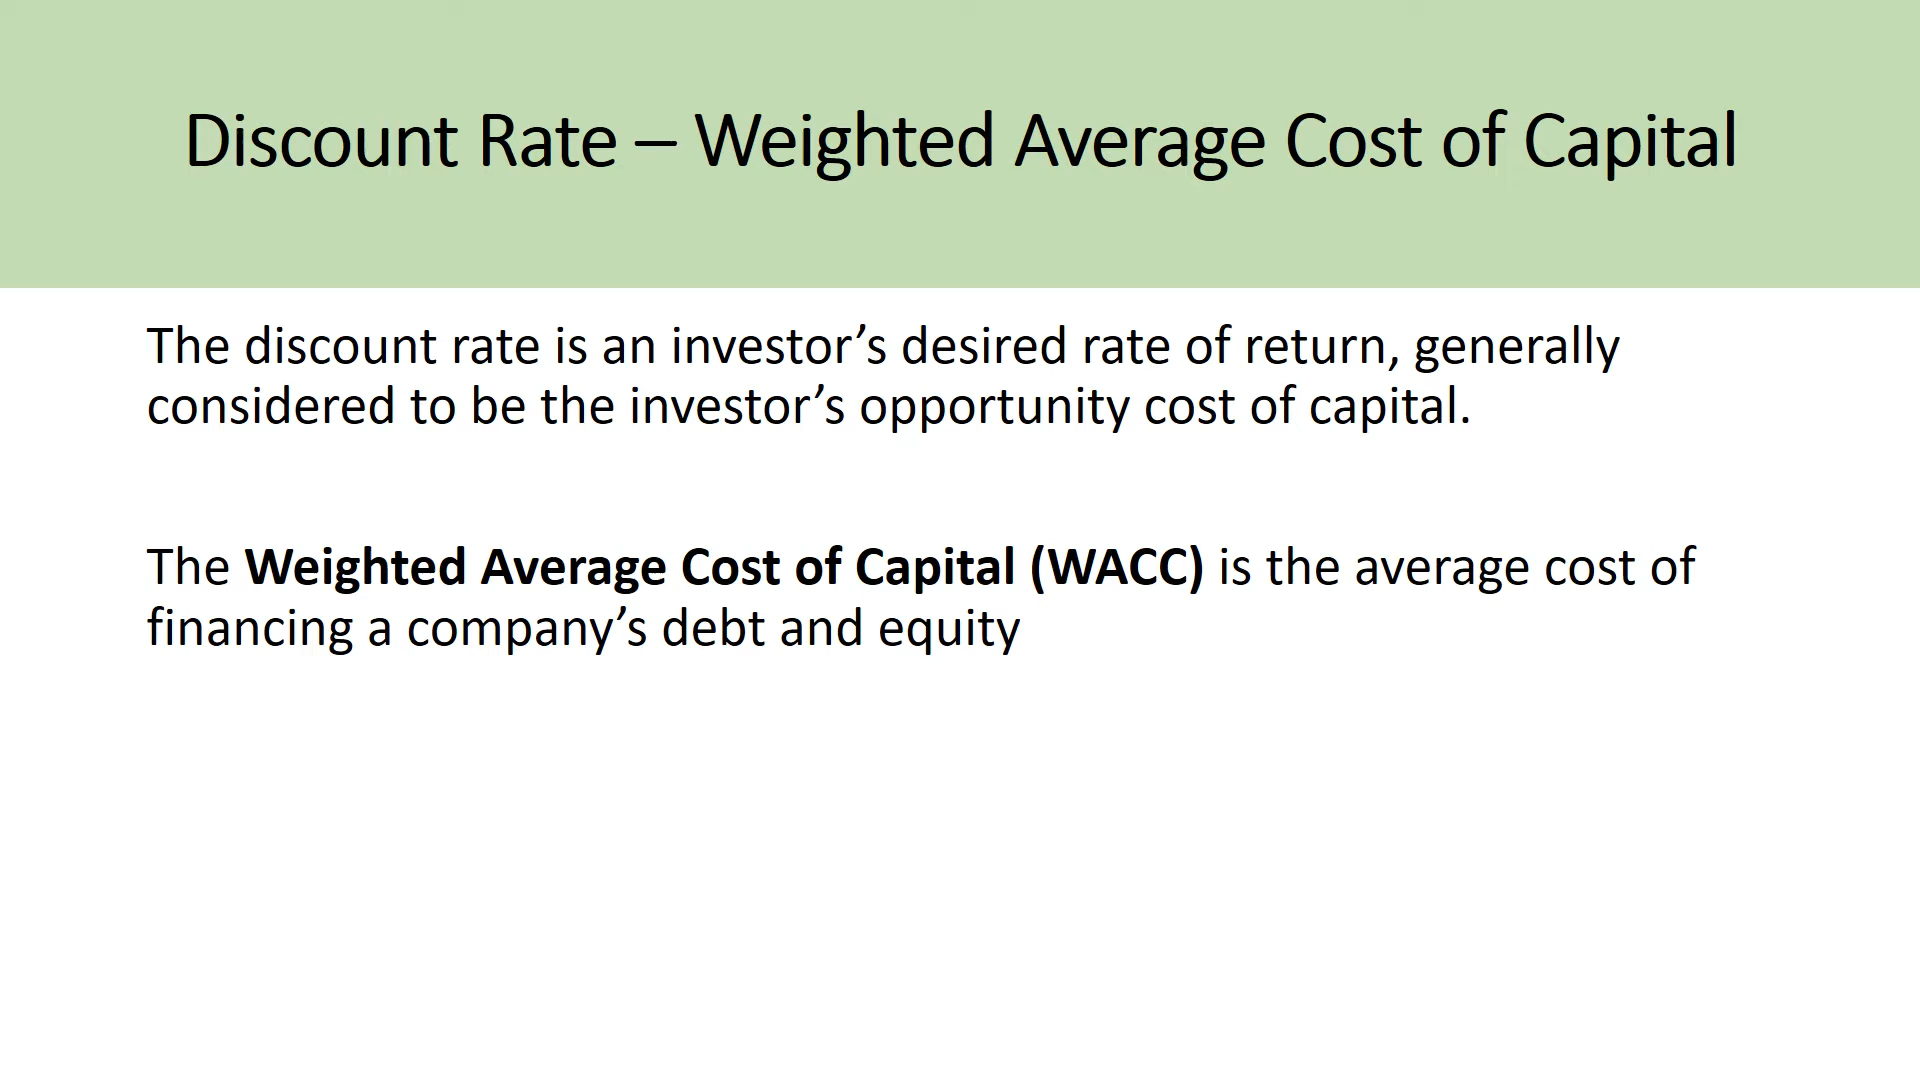 Discount Rate – Weighted Average Cost of Capital
The discount rate is an investor’s desired rate of return, generally
considered to be the investor’s opportunity cost of capital.
The Weighted Average Cost of Capital (WACC) is the average cost of
financing a company’s debt and equity